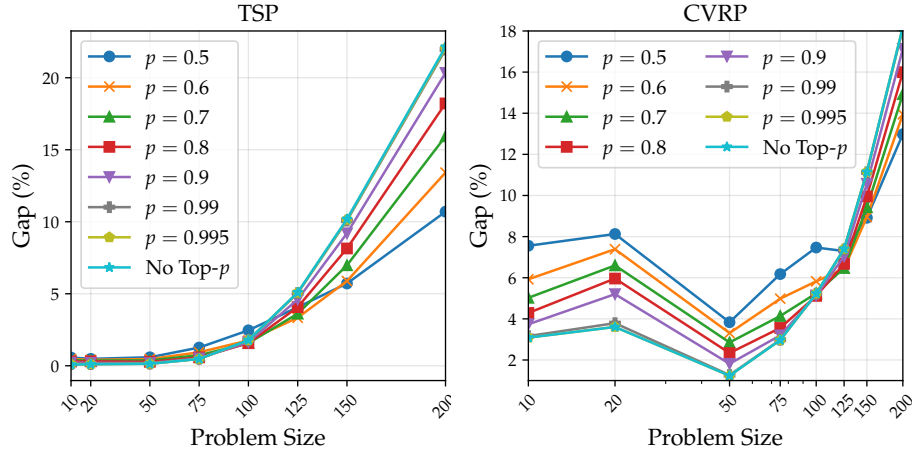 TSP
Gap (%)
20
15
10
5
0
p = 0.5
p = 0.6
p = 0.7
p = 0.8
p = 0.9
p = 0.99
p = 0.995
No Top-p
10
20
50
75
100
125
150
200
Problem Size
CVRP
Gap (%)
18
16
14
12
10
8
6
4
2
p = 0.5
p = 0.6
p = 0.7
p = 0.8
p = 0.9
p = 0.99
p = 0.995
No Top-p
10
20
50
75
100
125
150
200
Problem Size